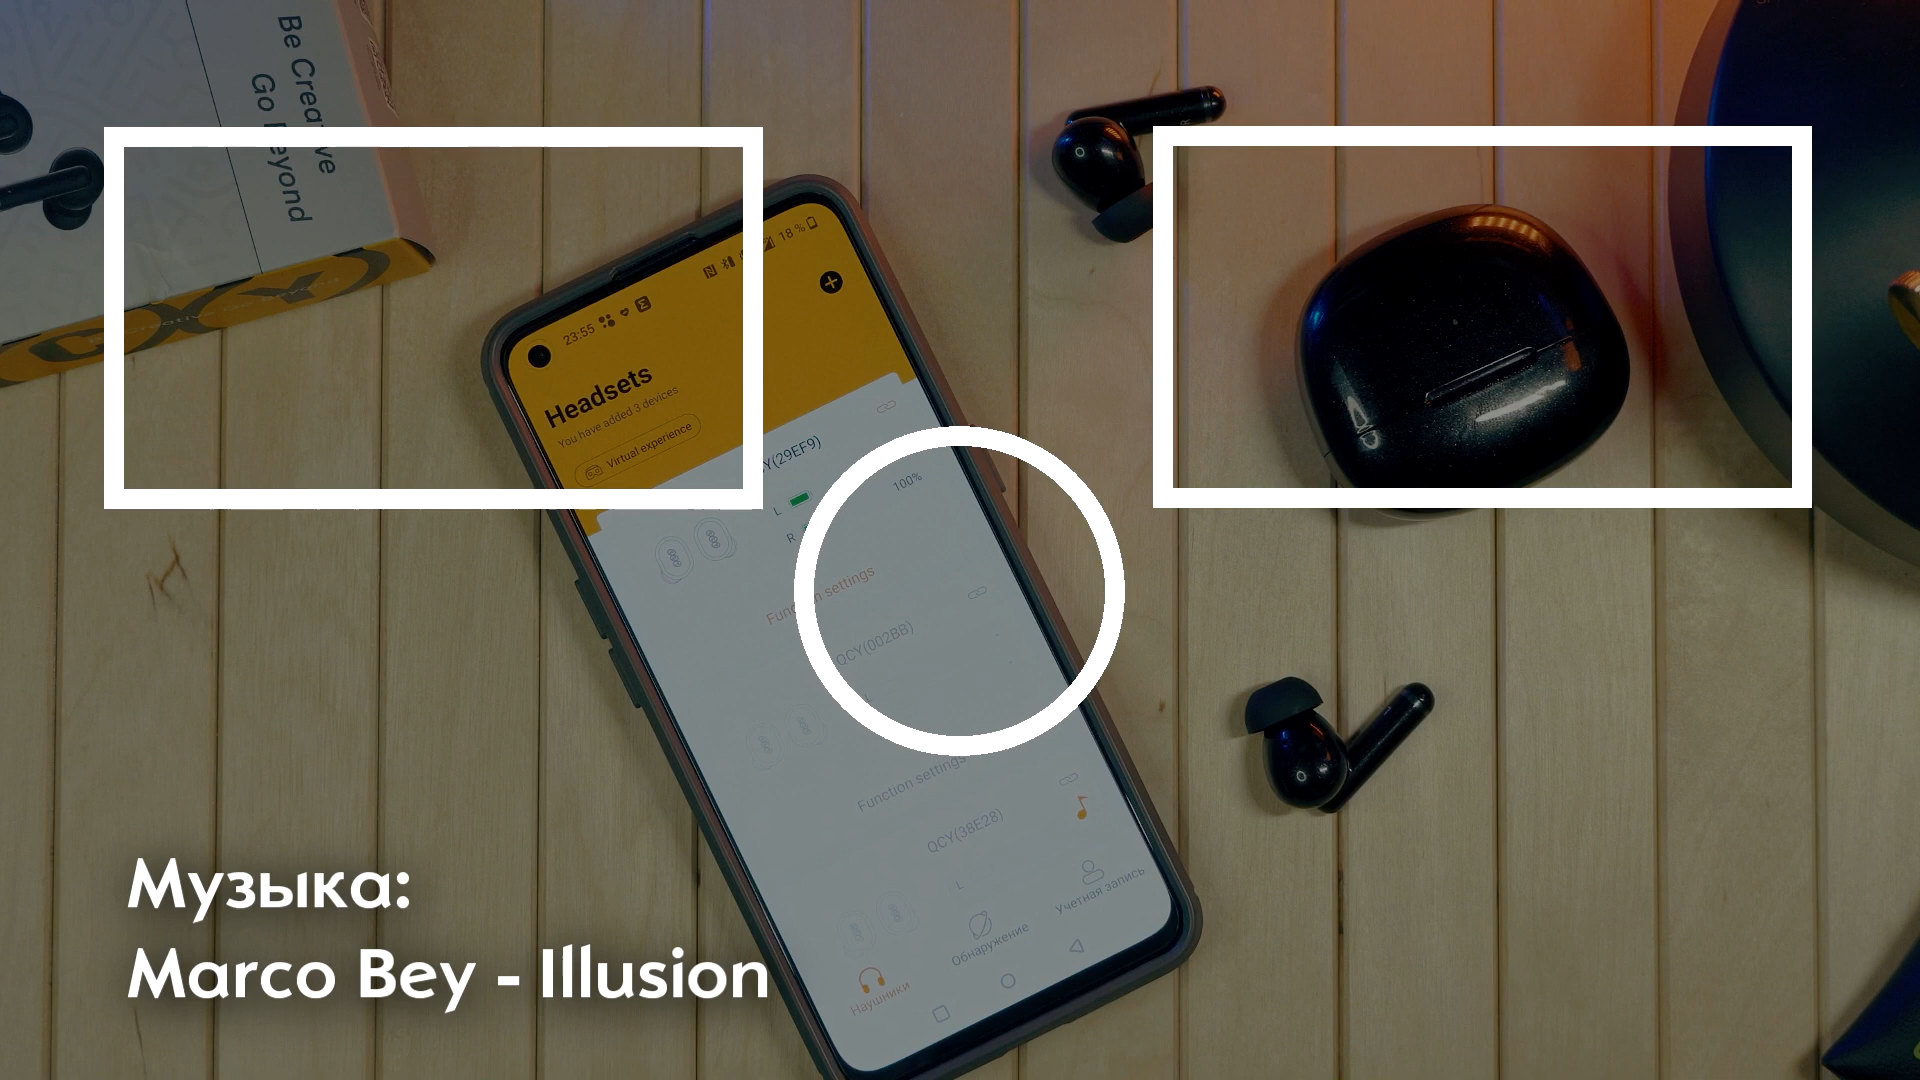 Be Creative
Go Beyond
QCY
18 %
23:55
Headsets
You have added 3 devices
Virtual experience
Y(29EF9)
L
100%
R
Function settings
QCY(002BB)
Function settings
QCY(38E28)
L
Наушники
Обнаружение
Учетная запись
R
Музыка:
Marco Bey - Illusion